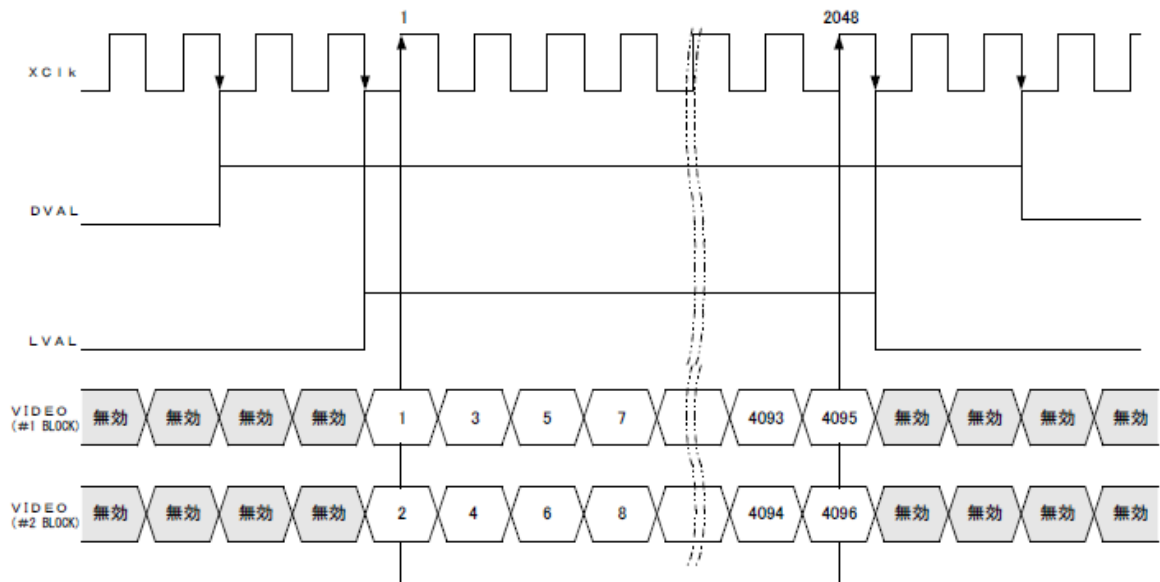 1 2048
XClk
DVAL
LVAL
VIDEO
(#1 BLOCK) 無効 無効 無効 無効 1 3 5 7 4093 4095 無効 無効 無効 無効
VIDEO
(#2 BLOCK) 無効 無効 無効 無効 2 4 6 8 4094 4096 無効 無効 無効 無効